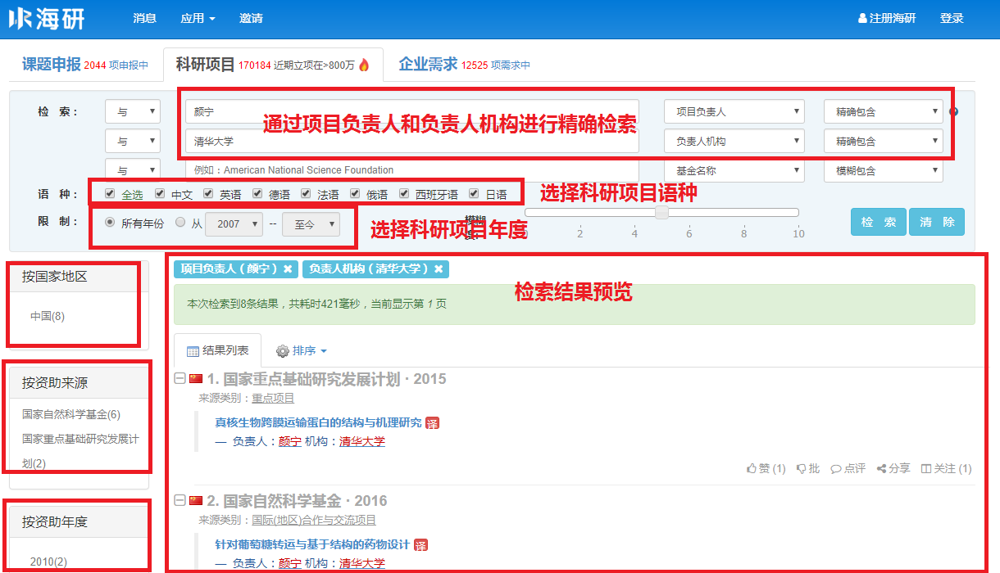 海研 消息 应用 邀请 注册海研 登录
课题申报 2044 项申报中 科研项目 170184 近期立项在>800万 企业需求 12525 项需求中
检 索： 与 颜宁 项目负责人 精确包含
通过项目负责人和负责人机构进行精确检索
与 清华大学 负责人机构 精确包含
与 例如：American National Science Foundation 基金名称 模糊包含
语 种： 全选 中文 英语 德语 法语 俄语 西班牙语 日语 选择科研项目语种
限 制： 所有年份 从 2007 -- 至今 选择科研项目年度 模糊 0 2 4 6 8 10 检 索 清 除
按国家地区
中国(8)
按资助来源
国家自然科学基金(6)
国家重点基础研究发展计
划(2)
按资助年度
2010(2)
项目负责人（颜宁）✖ 负责人机构（清华大学）✖
检索结果预览
本次检索到8条结果，共耗时421毫秒，当前显示第 1 页
结果列表 排序
1. 国家重点基础研究发展计划 · 2015
来源类别：重点项目
真核生物跨膜运输蛋白的结构与机理研究 译
— 负责人：颜宁 机构：清华大学
赞 (1) 批 点评 分享 关注 (1)
2. 国家自然科学基金 · 2016
来源类别：国际(地区)合作与交流项目
针对葡萄糖转运与基于结构的药物设计 译
— 负责人：颜宁 机构：清华大学